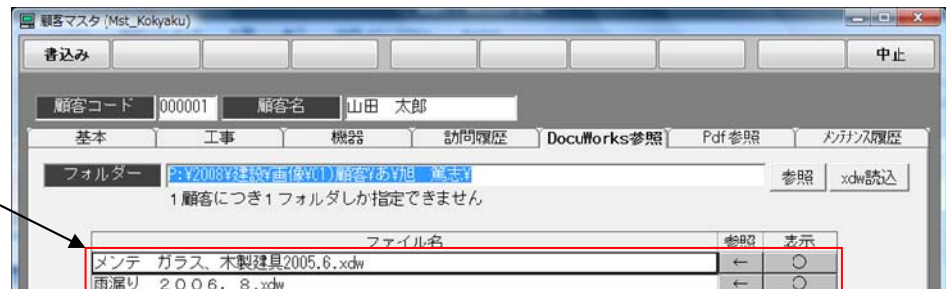 顧客マスタ (Mst_Kokyaku)
書込み 中止
顧客コード 000001 顧客名 山田 太郎
基本 工事 機器 訪問履歴 DocuWorks参照 Pdf参照 メンテナンス履歴
フォルダー P:¥2008¥建設¥画像¥(1)顧客¥あ¥旭 篤志¥ 参照 xdw読込
1顧客につき1フォルダしか指定できません
ファイル名 参照 表示
メンテ ガラス、木製建具2005.6.xdw ← ○
雨漏り 2006. 8.xdw ← ○